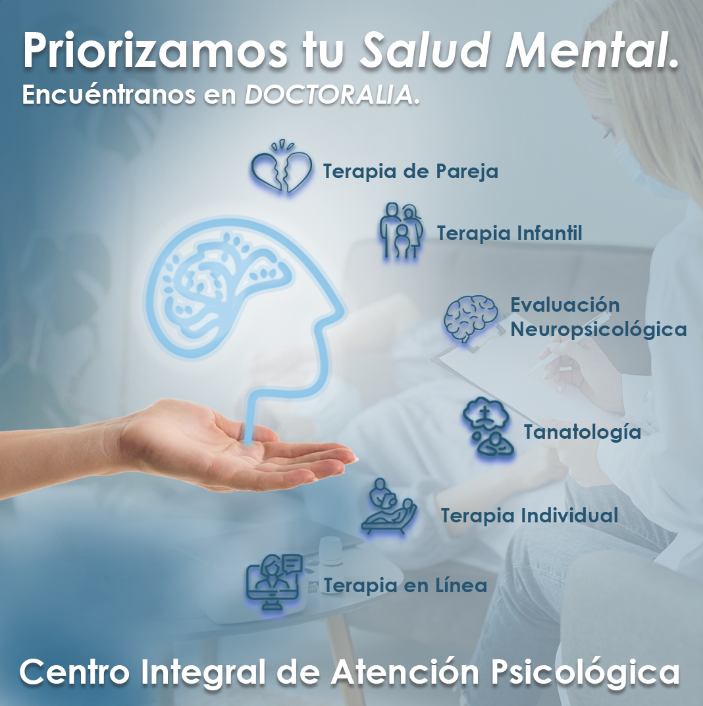 Priorizamos tu Salud Mental.
Encuéntranos en DOCTORALIA.
Terapia de Pareja
Terapia Infantil
Evaluación
Neuropsicológica
Tanatología
Terapia Individual
Terapia en Línea
Centro Integral de Atención Psicológica